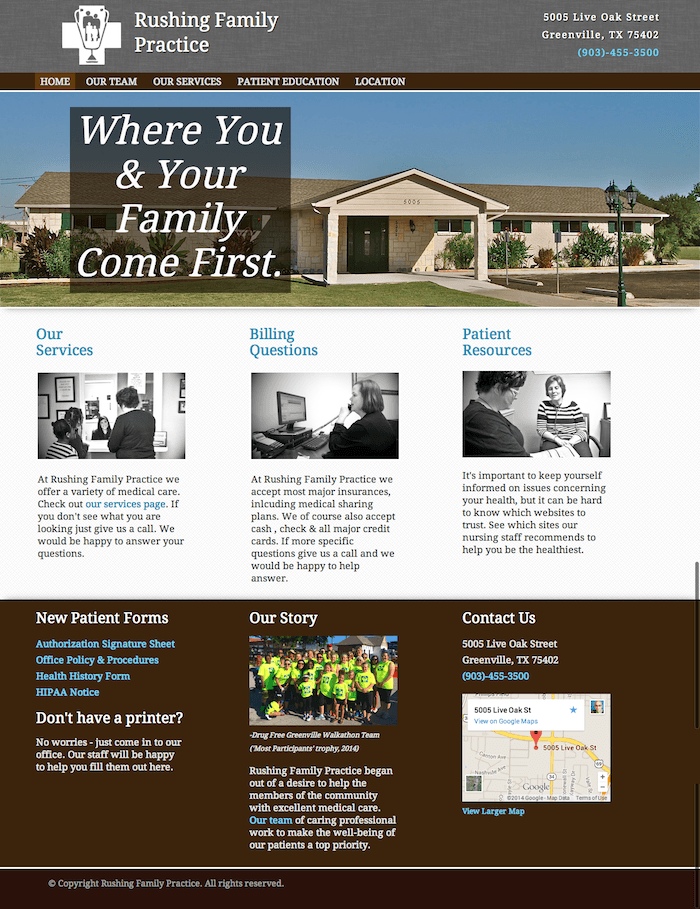 Rushing Family
Practice
5005 Live Oak Street
Greenville, TX 75402
(903)-455-3500
HOME OUR TEAM OUR SERVICES PATIENT EDUCATION LOCATION
Where You
& Your
Family
Come First.
5005
Our
Services
At Rushing Family Practice we
offer a variety of medical care.
Check out our services page. If
you don't see what you are
looking just give us a call. We
would be happy to answer your
questions.
Billing
Questions
At Rushing Family Practice we
accept most major insurances,
inlcuding medical sharing
plans. We of course also accept
cash , check & all major credit
cards. If more specific
questions give us a call and we
would be happy to help
answer.
Patient
Resources
It's important to keep yourself
informed on issues concerning
your health, but it can be hard
to know which websites to
trust. See which sites our
nursing staff recommends to
help you be the healthiest.
New Patient Forms
Authorization Signature Sheet
Office Policy & Procedures
Health History Form
HIPAA Notice
Don't have a printer?
No worries - just come in to our
office. Our staff will be happy
to help you fill them out here.
Our Story
-Drug Free Greenville Walkathon Team
('Most Participants' trophy, 2014)
Rushing Family Practice began
out of a desire to help the
members of the community
with excellent medical care.
Our team of caring professional
work to make the well-being of
our patients a top priority.
Contact Us
5005 Live Oak Street
Greenville, TX 75402
(903)-455-3500
5005 Live Oak St
View on Google Maps
5005 Live Oak St
Canton Ave
Nashville Ave
34
69
+
-
Google
©2014 Google - Map Data Terms of Use
View Larger Map
© Copyright Rushing Family Practice. All rights reserved.